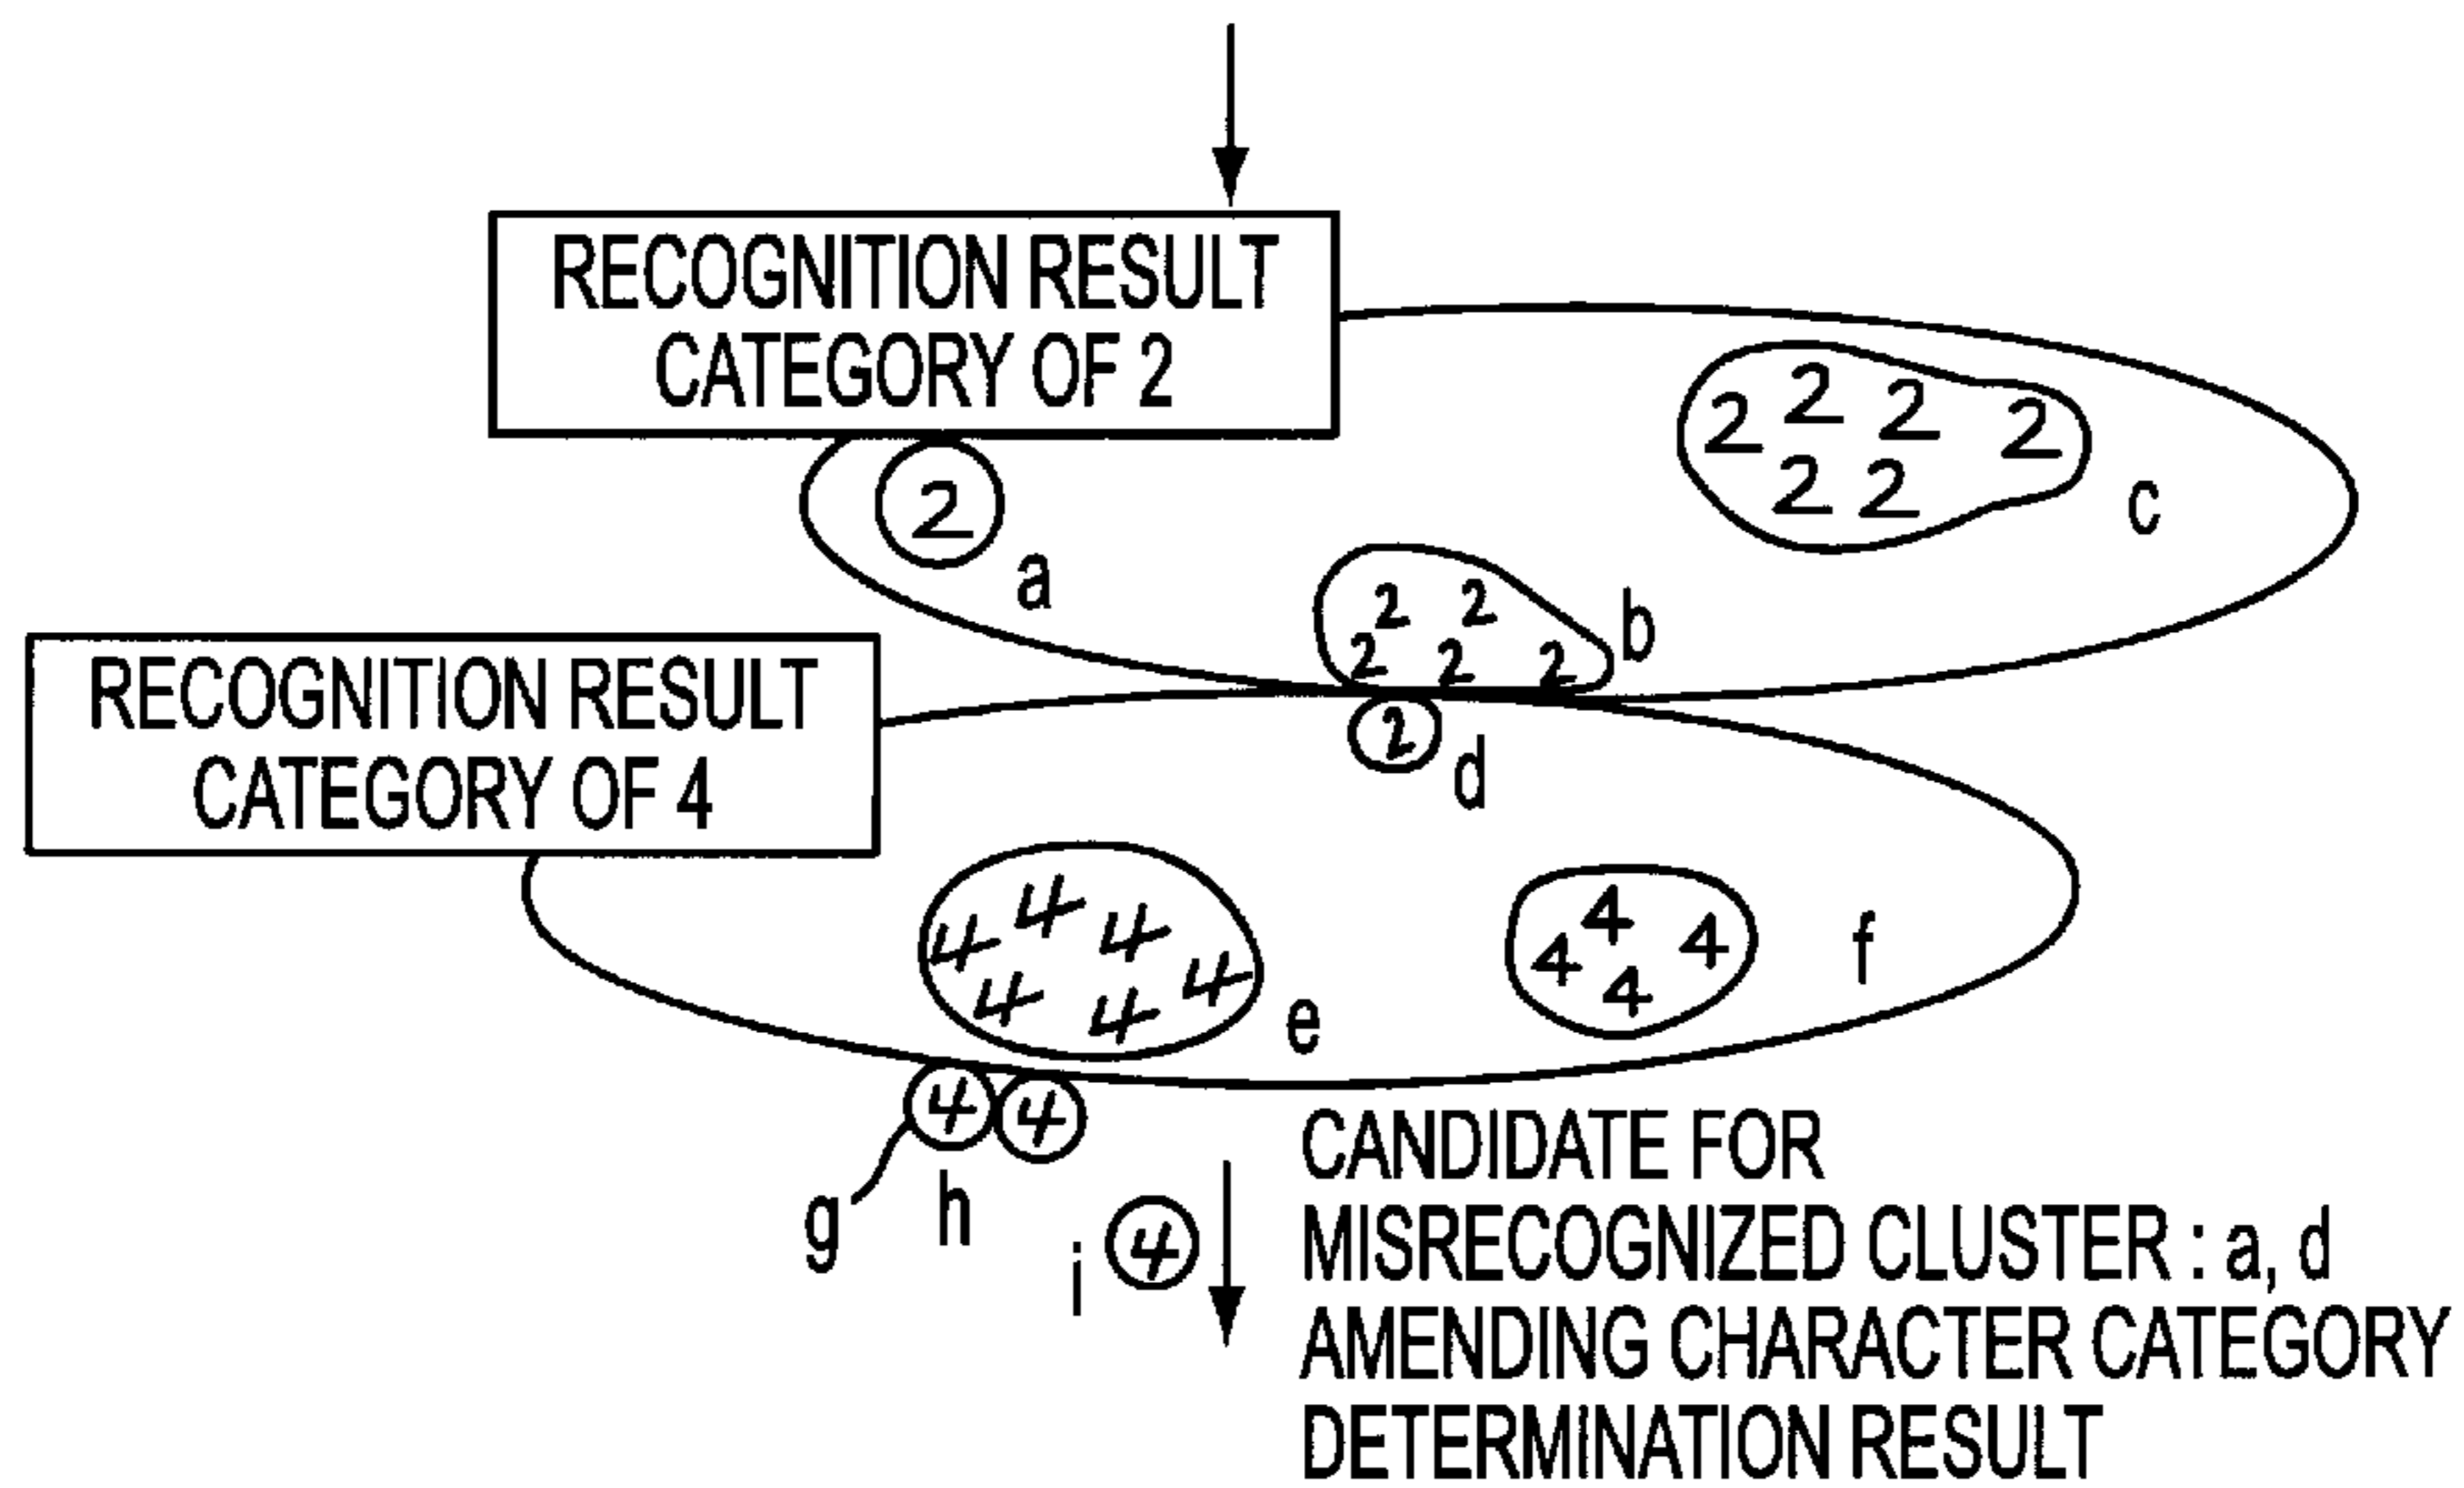 RECOGNITION RESULT
CATEGORY OF 2
2 2 2 2
2 2
c
2
a
2 2
2 2 2
b
RECOGNITION RESULT
CATEGORY OF 4
2
d
4 4 4 4
4 4
e
4 4
4 4
f
4 4
g h
i 4
CANDIDATE FOR
MISRECOGNIZED CLUSTER : a, d
AMENDING CHARACTER CATEGORY
DETERMINATION RESULT